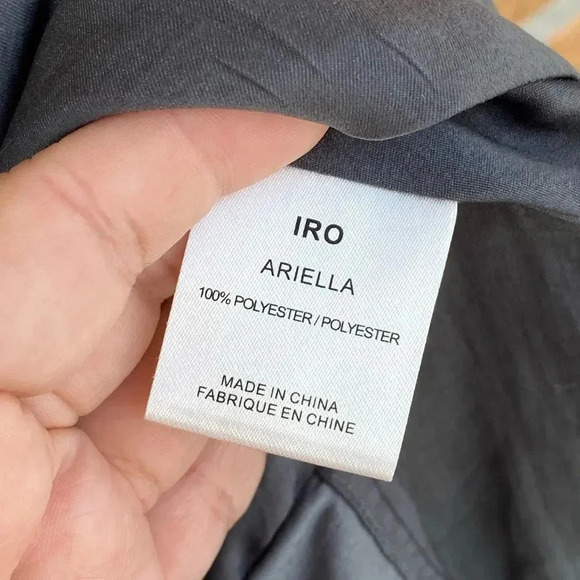 IRO
ARIELLA
100% POLYESTER / POLYESTER
MADE IN CHINA
FABRIQUE EN CHINE